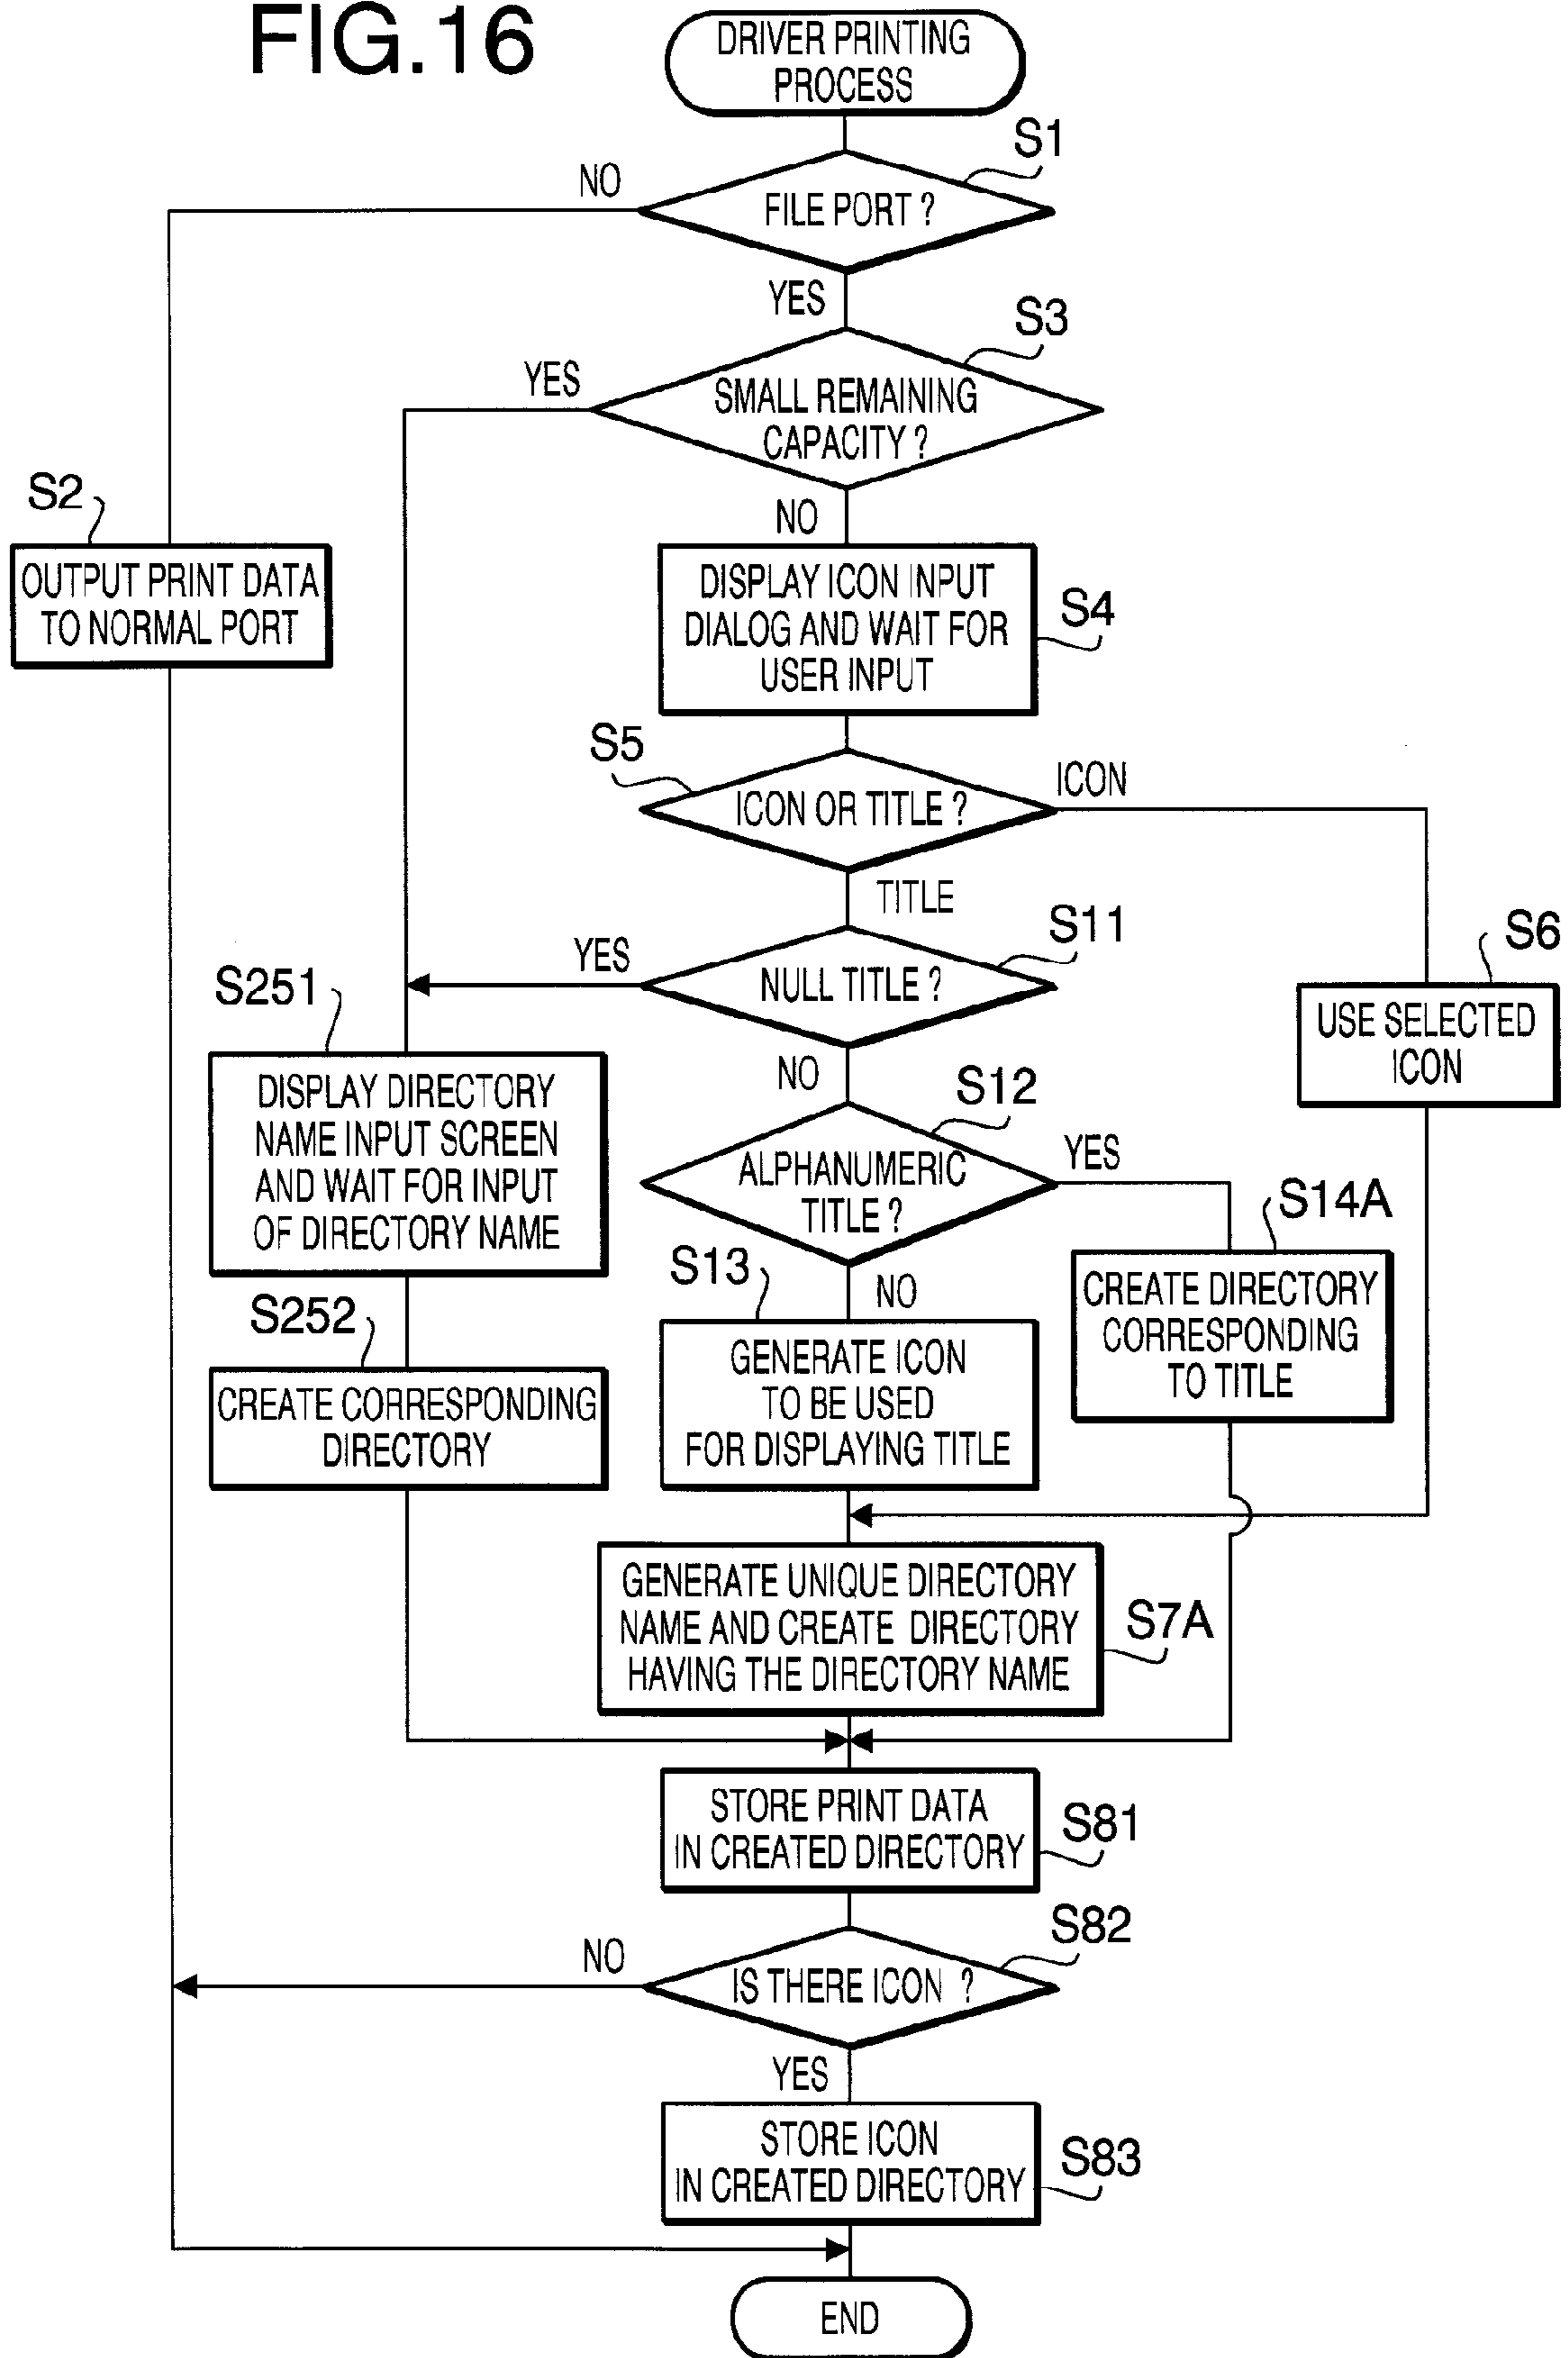 FIG.16
DRIVER PRINTING
PROCESS
S1
NO
FILE PORT ?
YES
S3
YES
SMALL REMAINING
CAPACITY ?
S2
NO
OUTPUT PRINT DATA
TO NORMAL PORT
DISPLAY ICON INPUT
DIALOG AND WAIT FOR
USER INPUT
S4
S5
ICON OR TITLE ?
ICON
TITLE
S11
YES
NULL TITLE ?
S6
USE SELECTED
ICON
S251
NO
DISPLAY DIRECTORY
NAME INPUT SCREEN
AND WAIT FOR INPUT
OF DIRECTORY NAME
S12
ALPHANUMERIC
TITLE ?
YES
S14A
CREATE DIRECTORY
CORRESPONDING
TO TITLE
S13
NO
S252
CREATE CORRESPONDING
DIRECTORY
GENERATE ICON
TO BE USED
FOR DISPLAYING TITLE
GENERATE UNIQUE DIRECTORY
NAME AND CREATE DIRECTORY
HAVING THE DIRECTORY NAME
S7A
STORE PRINT DATA
IN CREATED DIRECTORY
S81
S82
NO
IS THERE ICON ?
YES
STORE ICON
IN CREATED DIRECTORY
S83
END